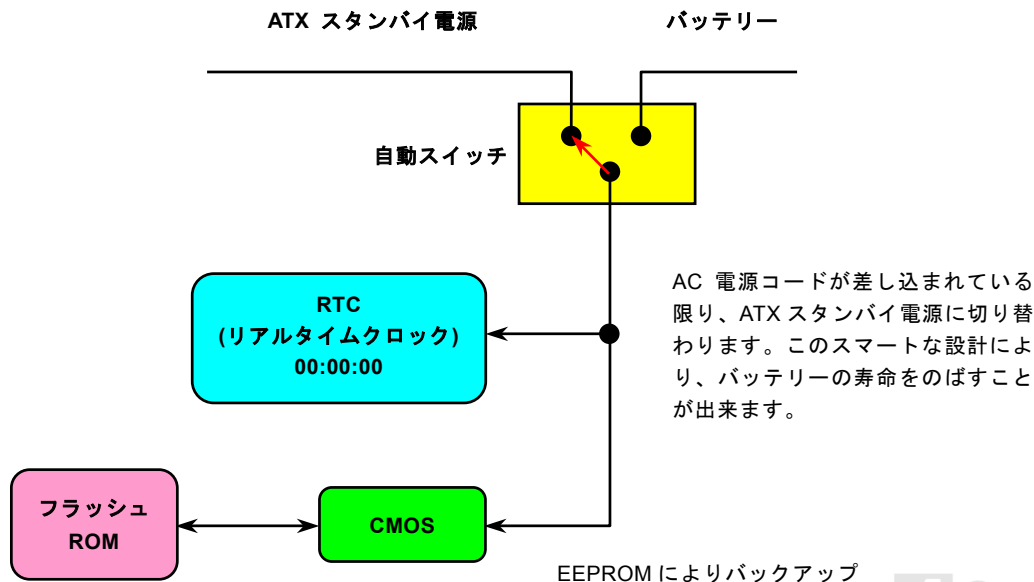 ATX スタンバイ電源
バッテリー
自動スイッチ
RTC
(リアルタイムクロック)
00:00:00
AC 電源コードが差し込まれている
限り、ATX スタンバイ電源に切り替
わります。このスマートな設計によ
り、バッテリーの寿命をのばすこと
が出来ます。
フラッシュ
ROM
CMOS
EEPROM によりバックアップ